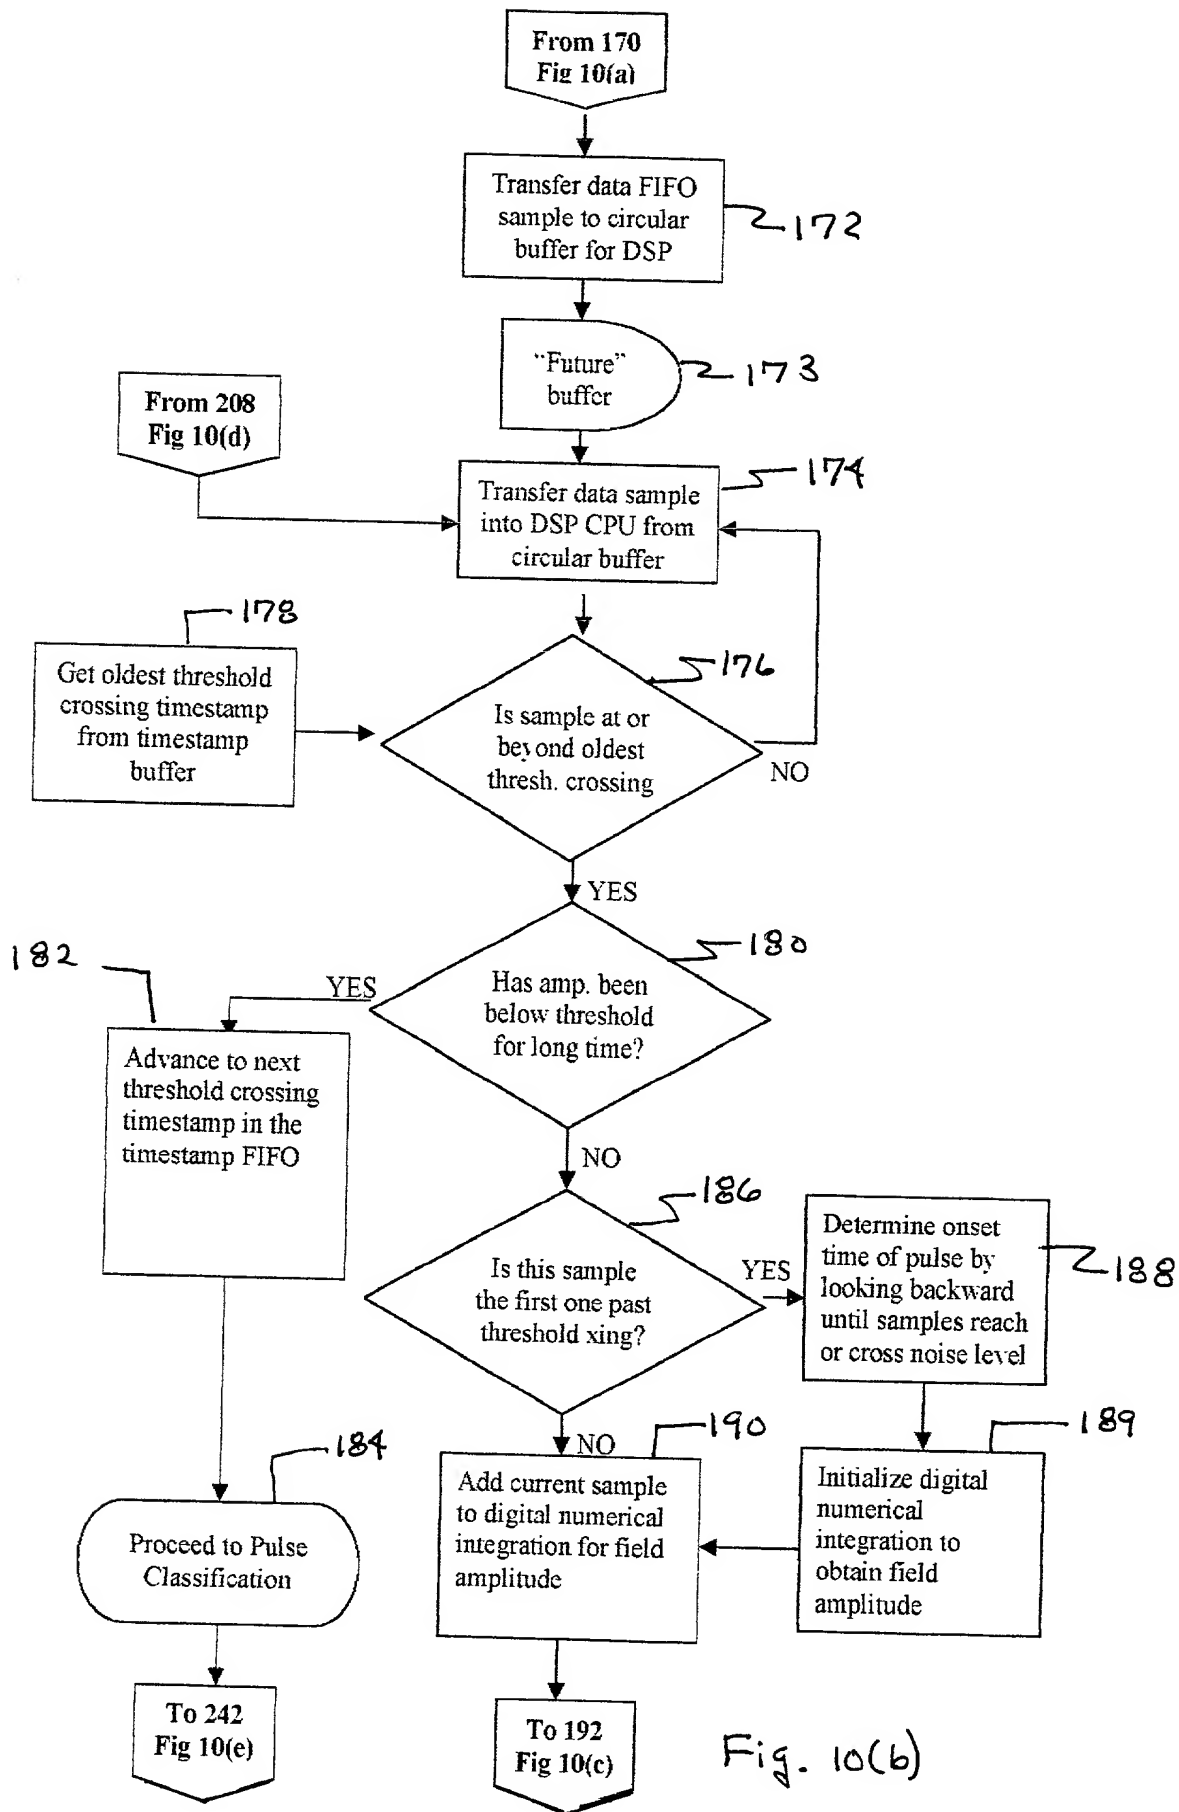 From 170
Fig 10(a)
Transfer data FIFO
sample to circular
buffer for DSP
172
“Future”
buffer
173
From 208
Fig 10(d)
Transfer data sample
into DSP CPU from
circular buffer
174
178
Get oldest threshold
crossing timestamp
from timestamp
buffer
176
Is sample at or
beyond oldest
thresh. crossing
NO
YES
180
182
YES
Has amp. been
below threshold
for long time?
Advance to next
threshold crossing
timestamp in the
timestamp FIFO
NO
186
Is this sample
the first one past
threshold xing?
YES
Determine onset
time of pulse by
looking backward
until samples reach
or cross noise level
188
184
NO
190
189
Proceed to Pulse
Classification
Add current sample
to digital numerical
integration for field
amplitude
Initialize digital
numerical
integration to
obtain field
amplitude
To 242
Fig 10(e)
To 192
Fig 10(c)
Fig. 10(b)